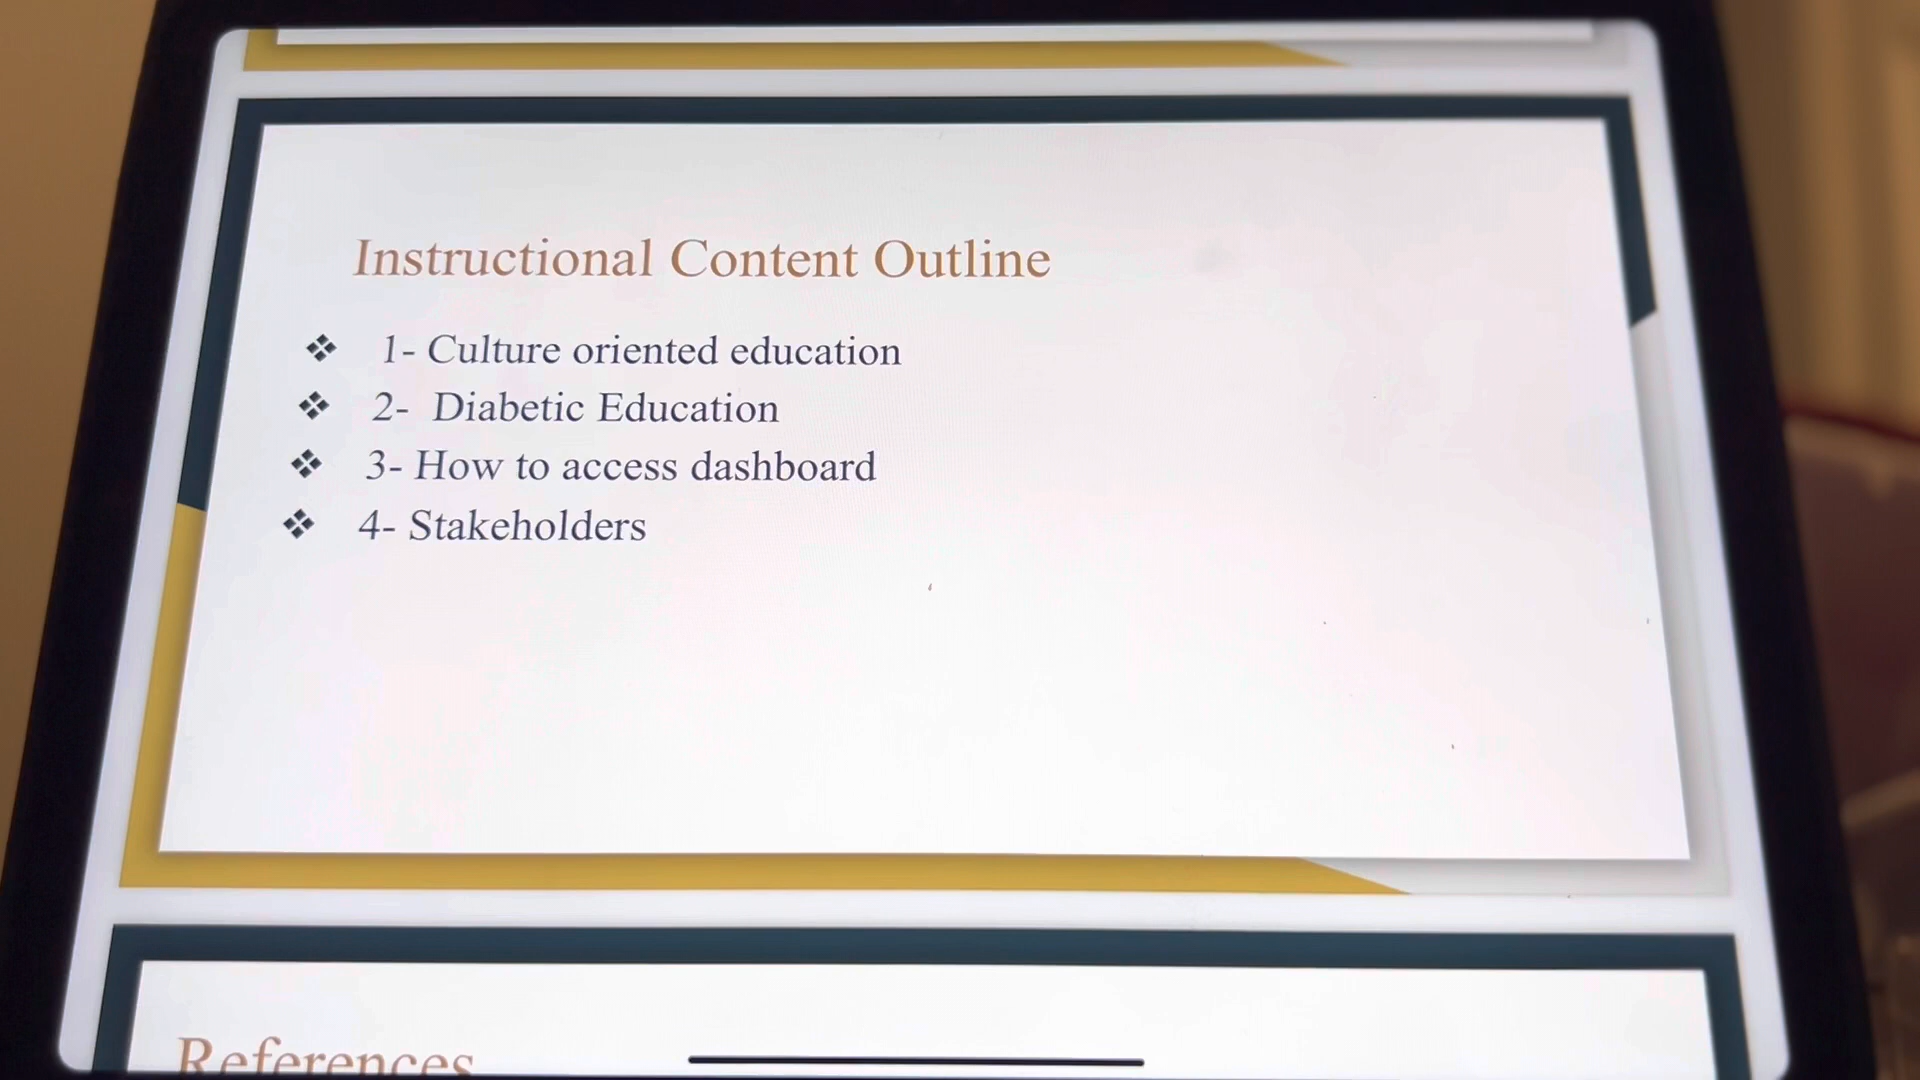 Instructional Content Outline
❖ 1- Culture oriented education
❖ 2- Diabetic Education
❖ 3- How to access dashboard
❖ 4- Stakeholders
References